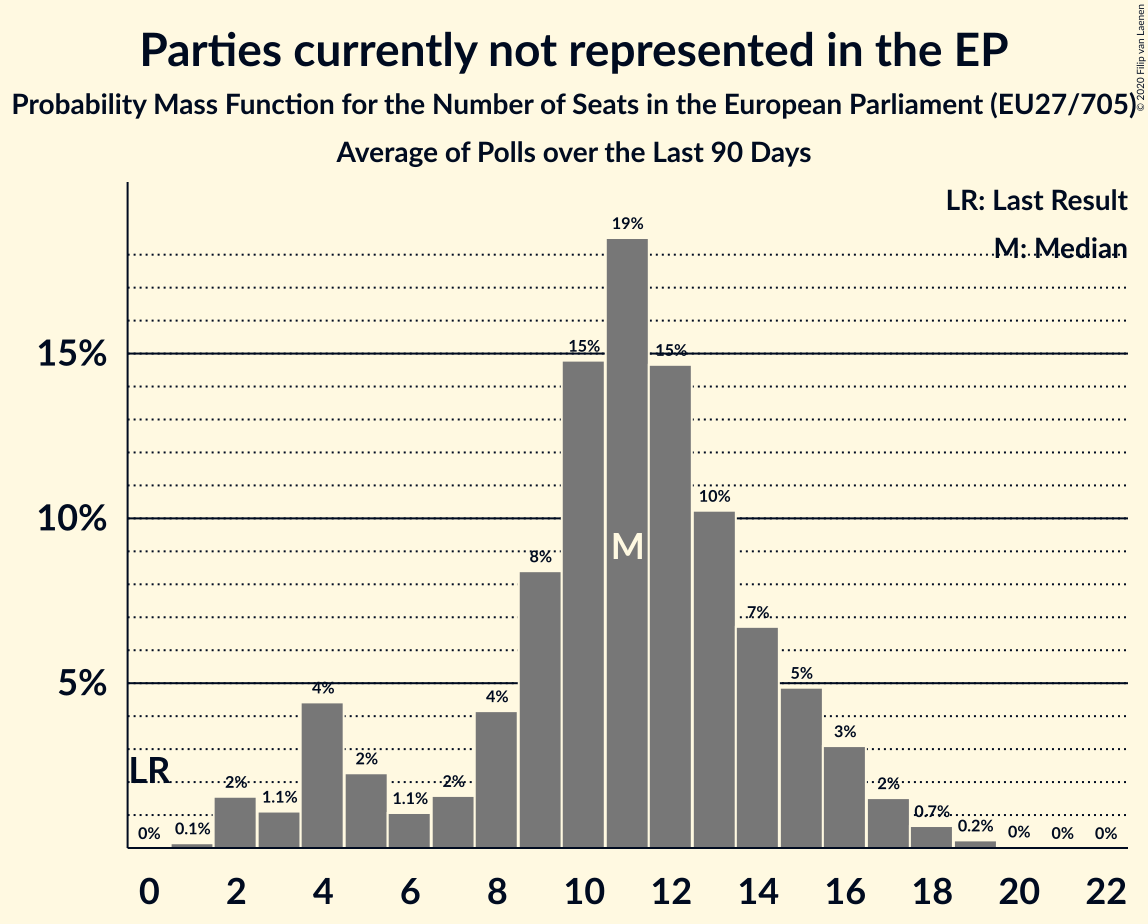 Parties currently not represented in the EP
Probability Mass Function for the Number of Seats in the European Parliament (EU27/705)
Average of Polls over the Last 90 Days
© 2020 Filip van Laenen
LR: Last Result
M: Median
15%
10%
5%
LR
M
0%
0.1%
2%
1.1%
4%
2%
1.1%
2%
4%
8%
15%
19%
15%
10%
7%
5%
3%
2%
0.7%
0.2%
0%
0%
0%
0 2 4 6 8 10 12 14 16 18 20 22